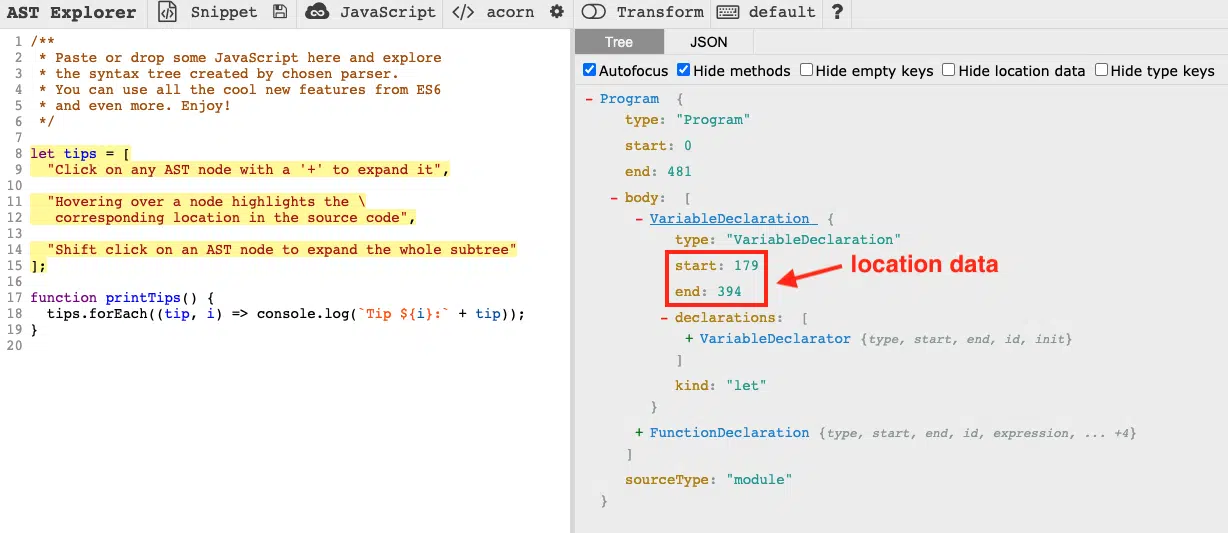 AST Explorer Snippet JavaScript </> acorn Transform default ?
Tree JSON
Autofocus Hide methods Hide empty keys Hide location data Hide type keys
1 /**
2  * Paste or drop some JavaScript here and explore
3  * the syntax tree created by chosen parser.
4  * You can use all the cool new features from ES6
5  * and even more. Enjoy!
6  */
7
8 let tips = [
9   "Click on any AST node with a '+' to expand it",
10
11   "Hovering over a node highlights the \
12    corresponding location in the source code",
13
14   "Shift click on an AST node to expand the whole subtree"
15 ];
16
17 function printTips() {
18   tips.forEach((tip, i) => console.log(`Tip ${i}:` + tip));
19 }
20
- Program {
type: "Program"
start: 0
end: 481
- body: [
- VariableDeclaration {
type: "VariableDeclaration"
start: 179
end: 394
location data
- declarations: [
+ VariableDeclarator {type, start, end, id, init}
]
kind: "let"
}
+ FunctionDeclaration {type, start, end, id, expression, ... +4}
]
sourceType: "module"
}